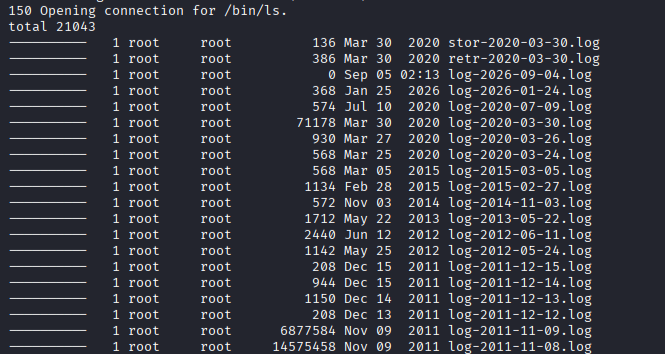 150 Opening connection for /bin/ls.
total 21043
---------- 1 root root 136 Mar 30 2020 stor-2020-03-30.log
---------- 1 root root 386 Mar 30 2020 retr-2020-03-30.log
---------- 1 root root 0 Sep 05 02:13 log-2026-09-04.log
---------- 1 root root 368 Jan 25 2026 log-2026-01-24.log
---------- 1 root root 574 Jul 10 2020 log-2020-07-09.log
---------- 1 root root 71178 Mar 30 2020 log-2020-03-30.log
---------- 1 root root 930 Mar 27 2020 log-2020-03-26.log
---------- 1 root root 568 Mar 25 2020 log-2020-03-24.log
---------- 1 root root 568 Mar 05 2015 log-2015-03-05.log
---------- 1 root root 1134 Feb 28 2015 log-2015-02-27.log
---------- 1 root root 572 Nov 03 2014 log-2014-11-03.log
---------- 1 root root 1712 May 22 2013 log-2013-05-22.log
---------- 1 root root 2440 Jun 12 2012 log-2012-06-11.log
---------- 1 root root 1142 May 25 2012 log-2012-05-24.log
---------- 1 root root 208 Dec 15 2011 log-2011-12-15.log
---------- 1 root root 944 Dec 15 2011 log-2011-12-14.log
---------- 1 root root 1150 Dec 14 2011 log-2011-12-13.log
---------- 1 root root 208 Dec 13 2011 log-2011-12-12.log
---------- 1 root root 6877584 Nov 09 2011 log-2011-11-09.log
---------- 1 root root 14575458 Nov 09 2011 log-2011-11-08.log